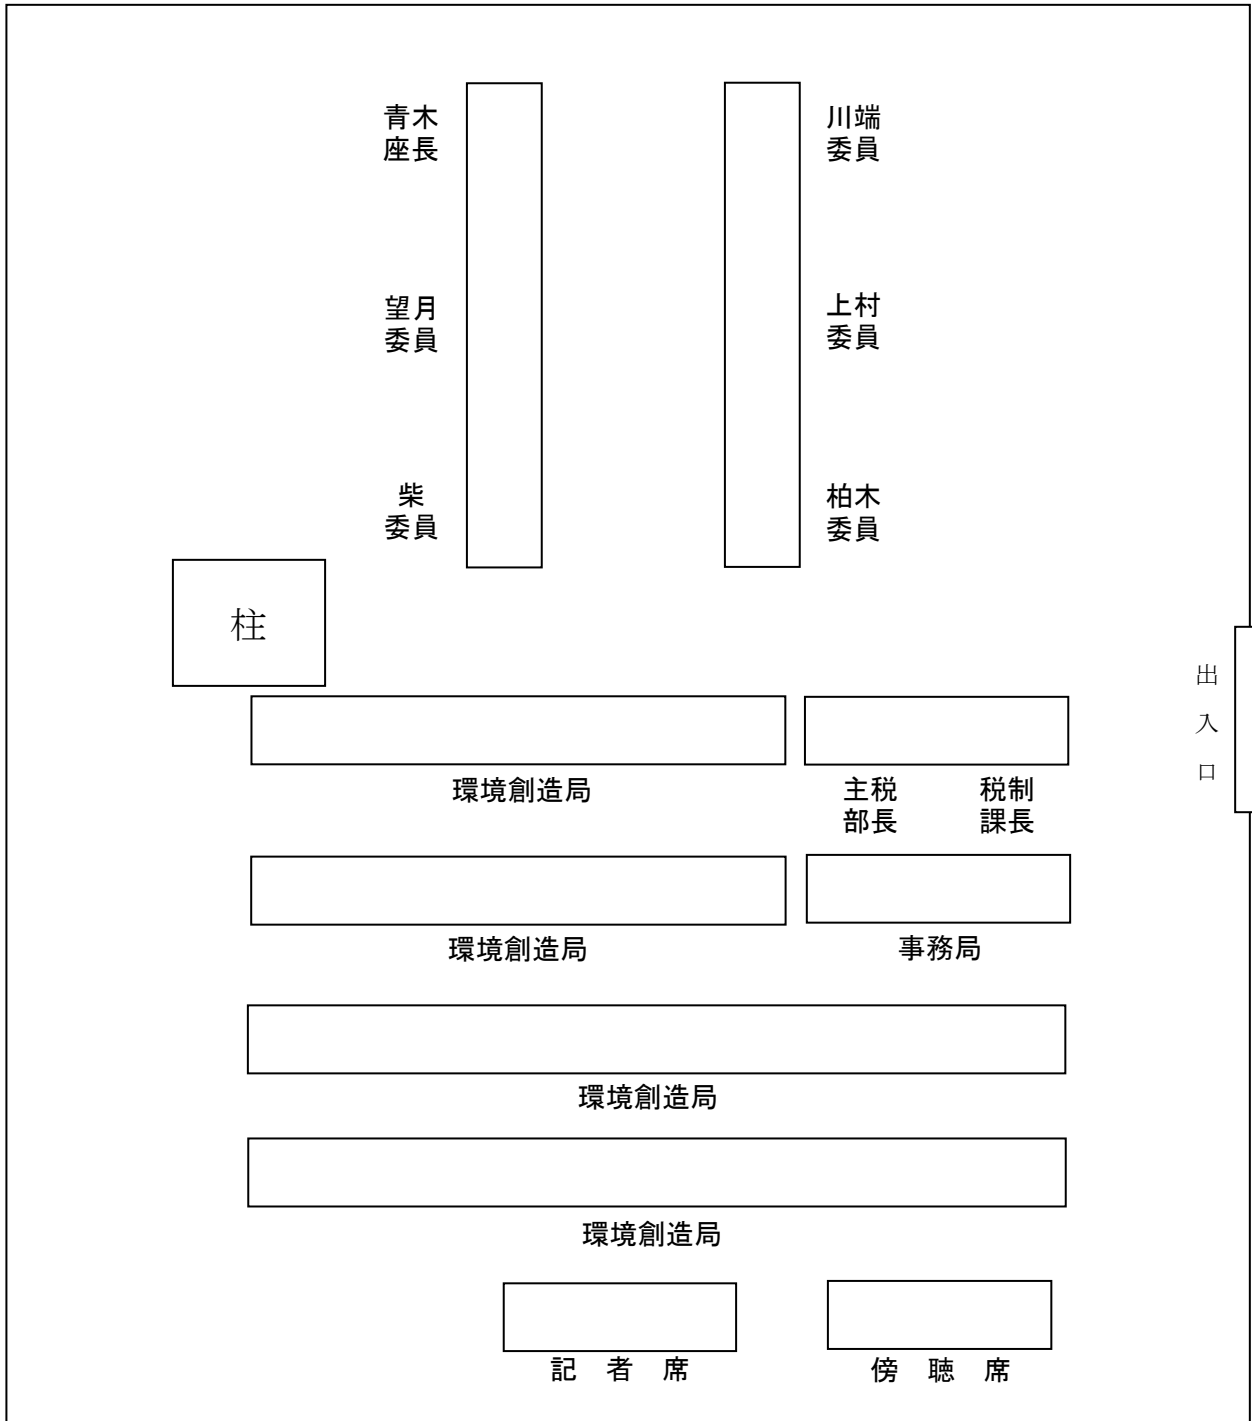 青木
座長
川端
委員
望月
委員
上村
委員
柴
委員
柏木
委員
柱
出
入
口
環境創造局
主税
部長
税制
課長
環境創造局
事務局
環境創造局
環境創造局
記　者　席
傍　聴　席